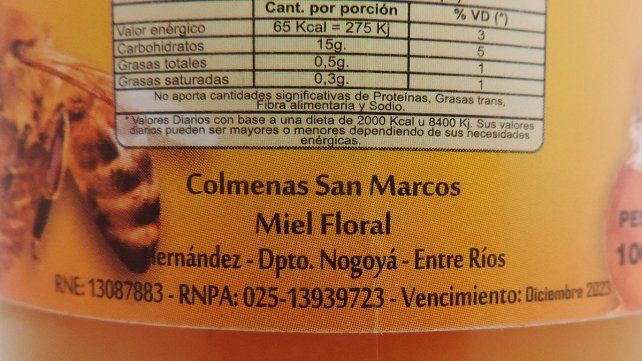 Cant. por porción % VD (*)
Valor enérgico 65 Kcal = 275 Kj 3
Carbohidratos 15g. 5
Grasas totales 0,5g. 1
Grasas saturadas 0,3g. 1
No aporta cantidades significativas de Proteínas, Grasas trans,
Fibra alimentaria y Sodio.
* Valores Diarios con base a una dieta de 2000 Kcal u 8400 Kj. Sus valores
diarios pueden ser mayores o menores dependiendo de sus necesidades
enérgicas.
Colmenas San Marcos
Miel Floral
Hernández - Dpto. Nogoyá - Entre Ríos
RNE: 13087883 - RNPA: 025-13939723 - Vencimiento: Diciembre 2023